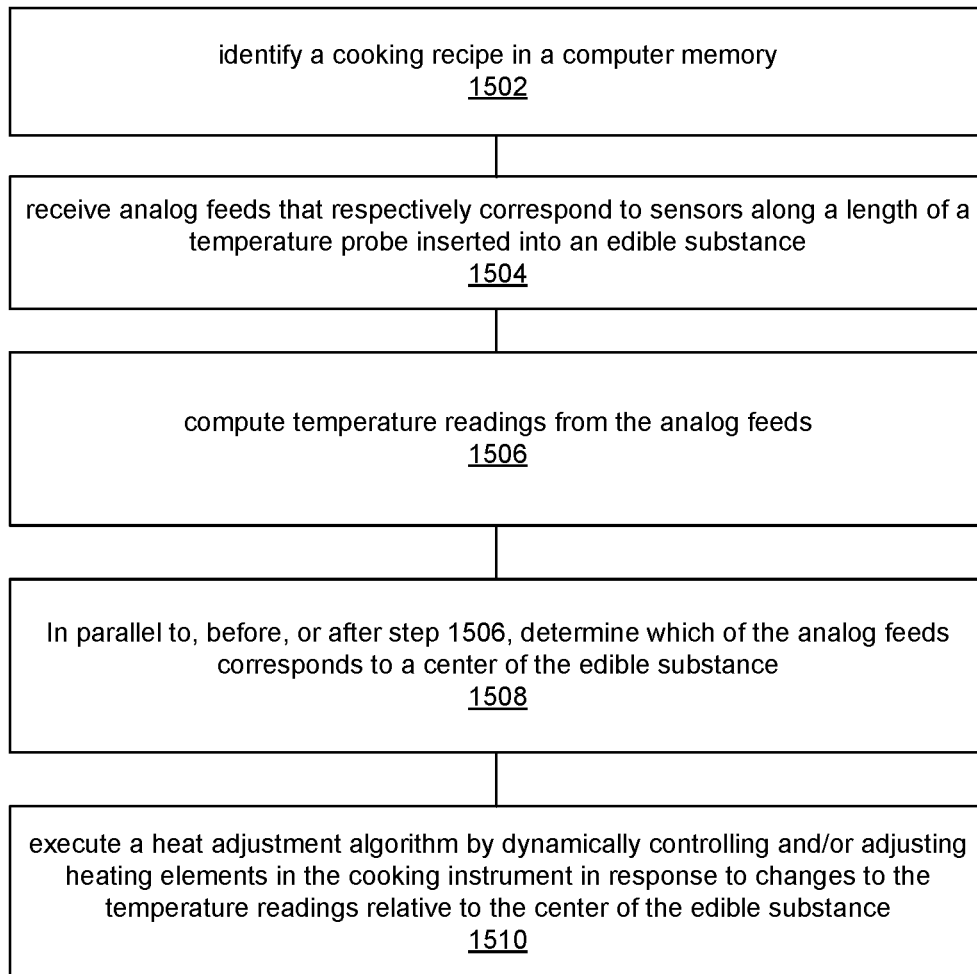 identify a cooking recipe in a computer memory
1502
receive analog feeds that respectively correspond to sensors along a length of a
temperature probe inserted into an edible substance
1504
compute temperature readings from the analog feeds
1506
In parallel to, before, or after step 1506, determine which of the analog feeds
corresponds to a center of the edible substance
1508
execute a heat adjustment algorithm by dynamically controlling and/or adjusting
heating elements in the cooking instrument in response to changes to the
temperature readings relative to the center of the edible substance
1510